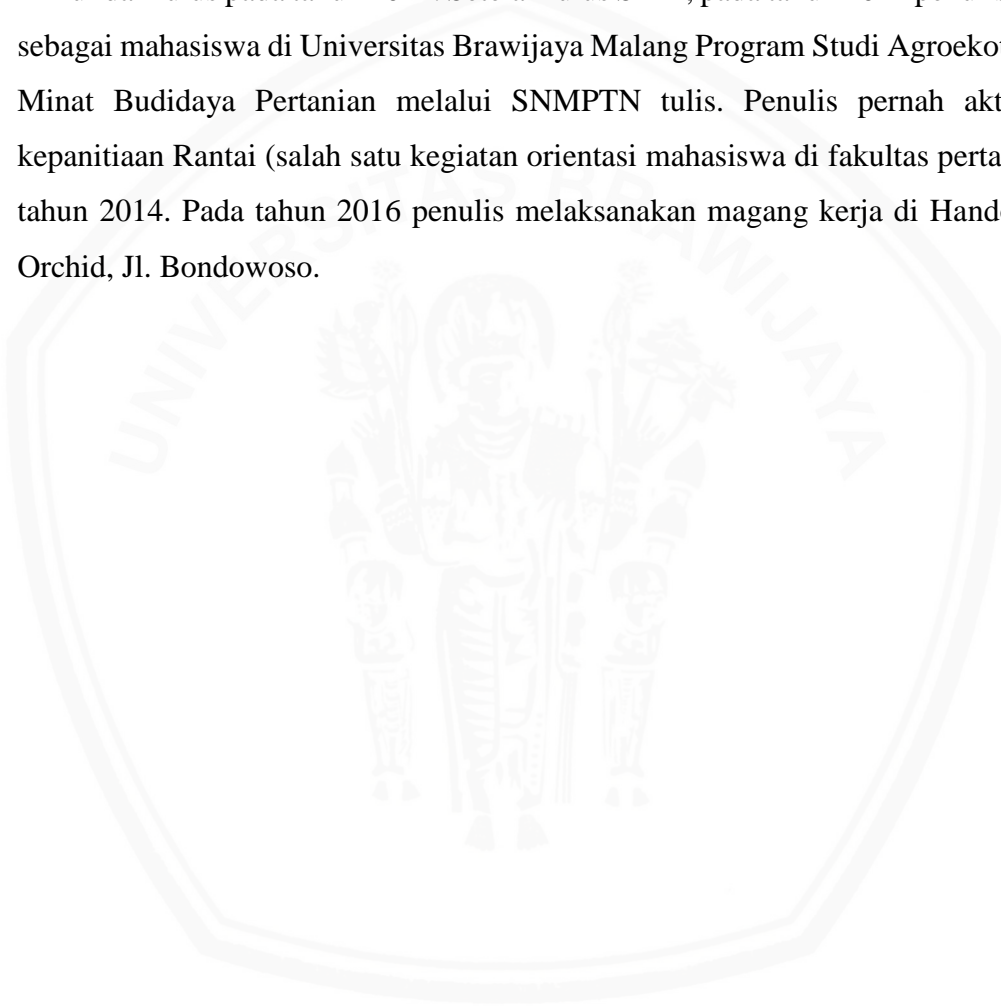 sebagai mahasiswa di Universitas Brawijaya Malang Program Studi
Minat Budidaya Pertanian melalui SNMPTN tulis. Penulis pernah
kepanitiaan Rantai (salah satu kegiatan orientasi mahasiswa di fakultas
tahun 2014. Pada tahun 2016 penulis melaksanakan magang kerja di
Orchid, Jl. Bondowoso.
UNIVERSITAS BRAWIJAYA